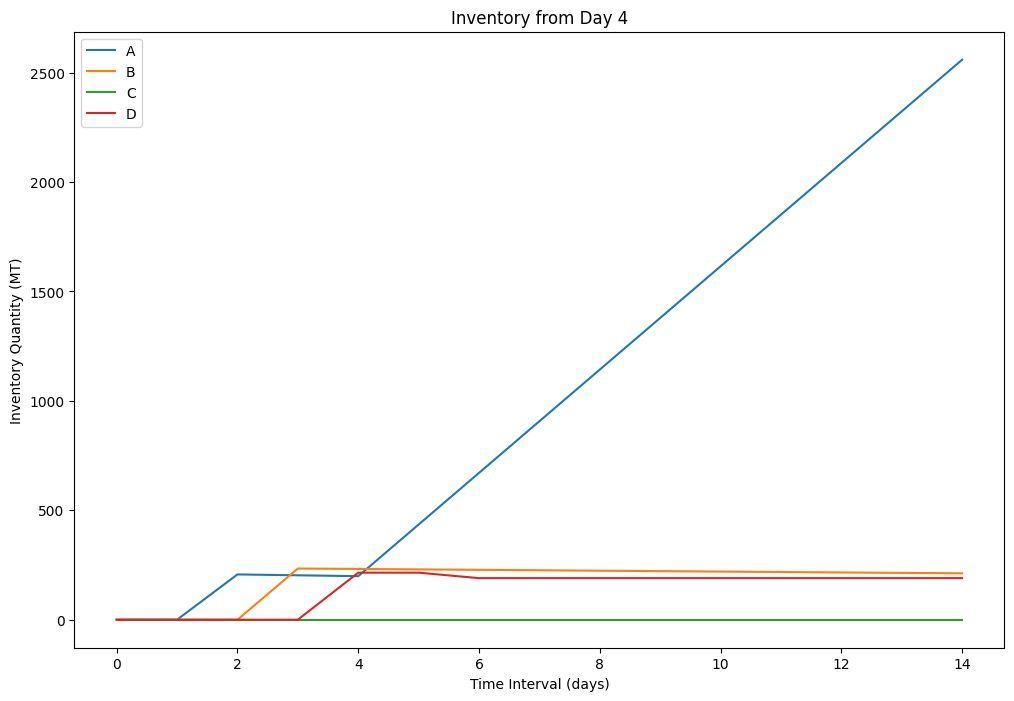 Inventory from Day 4
A
B
C
D
2500
2000
1500
1000
500
0
Inventory Quantity (MT)
0 2 4 6 8 10 12 14
Time Interval (days)